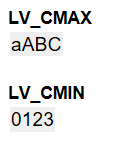 LV_CMAX
aABC
LV_CMIN
0123